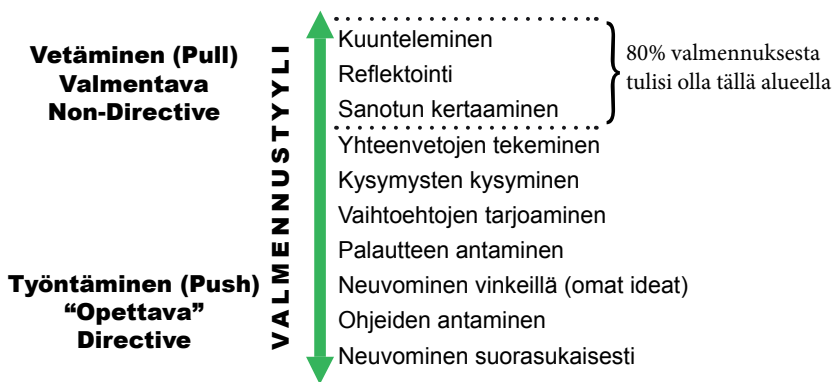 Vetäminen (Pull)
Valmentava
Non-Directive
Työntäminen (Push)
“Opettava”
Directive
VALMENNUSTYYLI
Kuunteleminen
Reflektointi
Sanotun kertaaminen
Yhteenvetojen tekeminen
Kysymysten kysyminen
Vaihtoehtojen tarjoaminen
Palautteen antaminen
Neuvominen vinkeillä (omat ideat)
Ohjeiden antaminen
Neuvominen suorasukaisesti
80% valmennuksesta
tulisi olla tällä alueella